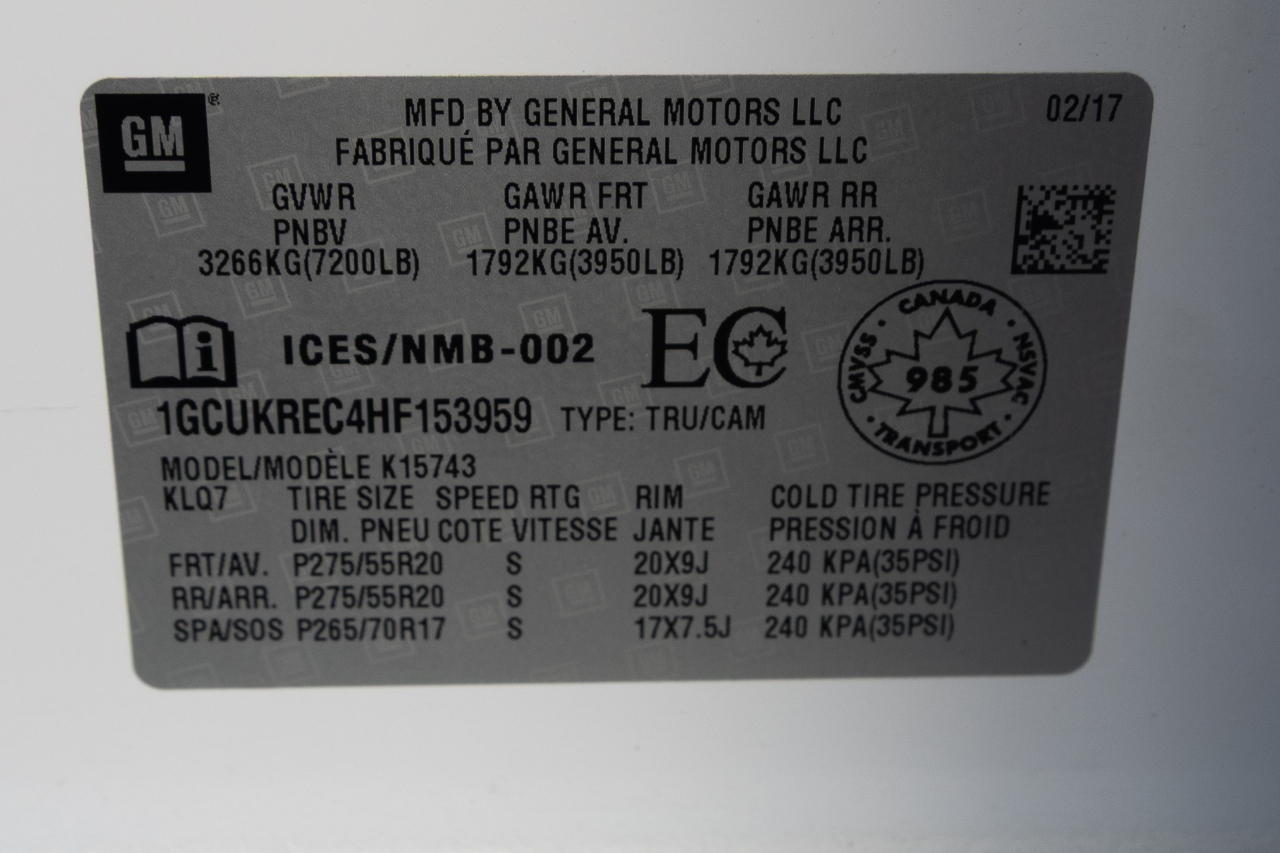 GM
MFD BY GENERAL MOTORS LLC 02/17
FABRIQUÉ PAR GENERAL MOTORS LLC
GVWR GAWR FRT GAWR RR
PNBV PNBE AV. PNBE ARR.
3266KG(7200LB) 1792KG(3950LB) 1792KG(3950LB)
ICES/NMB-002 EC
CANADA
CMVSS 985 NSVAC
TRANSPORT
1GCUKREC4HF153959 TYPE: TRU/CAM
MODEL/MODÈLE K15743
KLQ7 TIRE SIZE SPEED RTG RIM COLD TIRE PRESSURE
DIM. PNEU COTE VITESSE JANTE PRESSION À FROID
FRT/AV. P275/55R20 S 20X9J 240 KPA(35PSI)
RR/ARR. P275/55R20 S 20X9J 240 KPA(35PSI)
SPA/SOS P265/70R17 S 17X7.5J 240 KPA(35PSI)